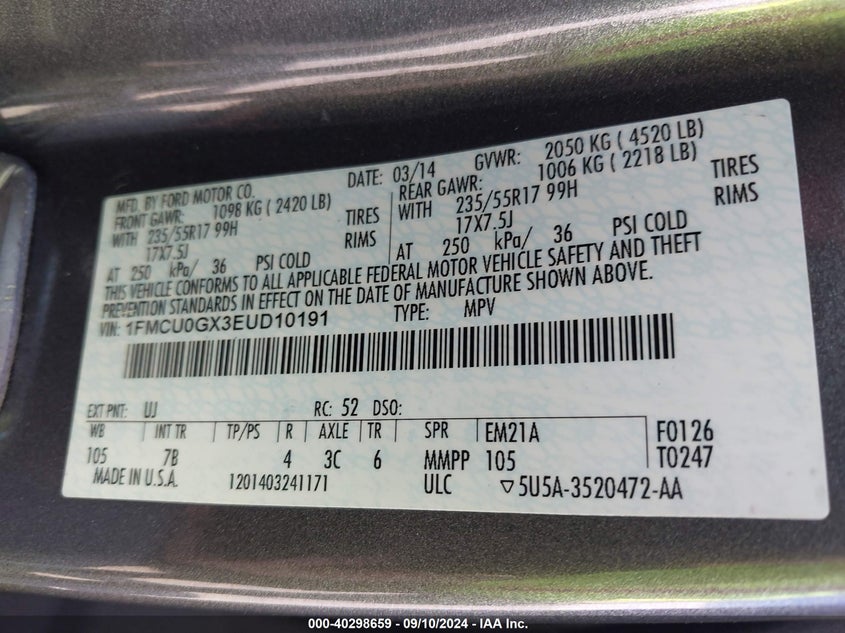 MFD. BY FORD MOTOR CO.
DATE: 03/14 GVWR: 2050 KG ( 4520 LB)
FRONT GAWR: 1098 KG ( 2420 LB)
WITH 235/55R17 99H TIRES
17X7.5J RIMS
AT 250 kPa/ 36 PSI COLD
REAR GAWR: 1006 KG ( 2218 LB)
WITH 235/55R17 99H TIRES
17X7.5J RIMS
AT 250 kPa/ 36 PSI COLD
THIS VEHICLE CONFORMS TO ALL APPLICABLE FEDERAL MOTOR VEHICLE SAFETY AND THEFT
PREVENTION STANDARDS IN EFFECT ON THE DATE OF MANUFACTURE SHOWN ABOVE.
VIN: 1FMCU0GX3EUD10191 TYPE: MPV
EXT PNT: UJ RC: 52 DSO:
WB INT TR TP/PS R AXLE TR SPR EM21A F0126
105 7B 4 3C 6 MMPP 105 T0247
MADE IN U.S.A. 1201403241171 ULC ▽5U5A-3520472-AA
000-40298659 - 09/10/2024 - IAA Inc.